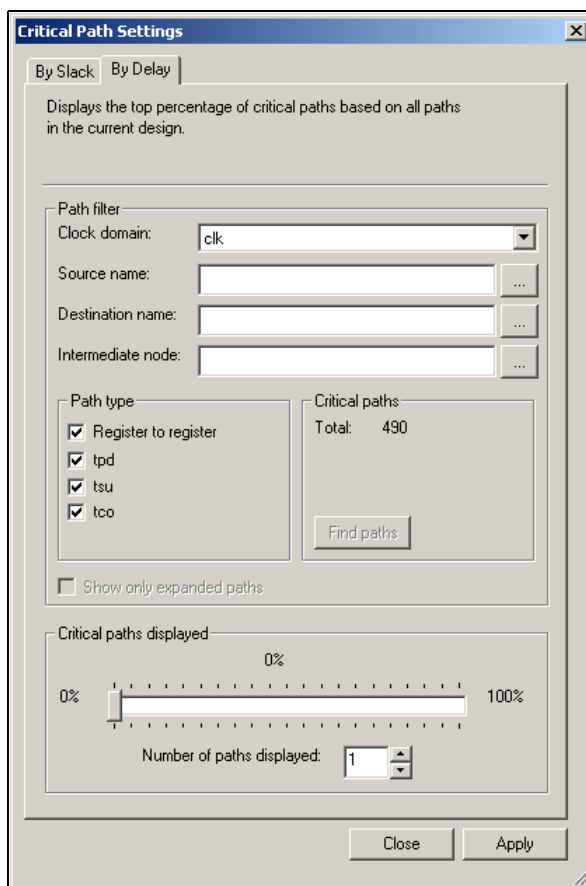 Critical Path Settings
By Slack
By Delay
Displays the top percentage of critical paths based on all paths
in the current design.
Path filter
Clock domain:
clk
Source name:
...
Destination name:
...
Intermediate node:
...
Path type
Register to register
tpd
tsu
tco
Critical paths
Total: 490
Find paths
Show only expanded paths
Critical paths displayed
0%
0%
100%
Number of paths displayed:
1
Close
Apply